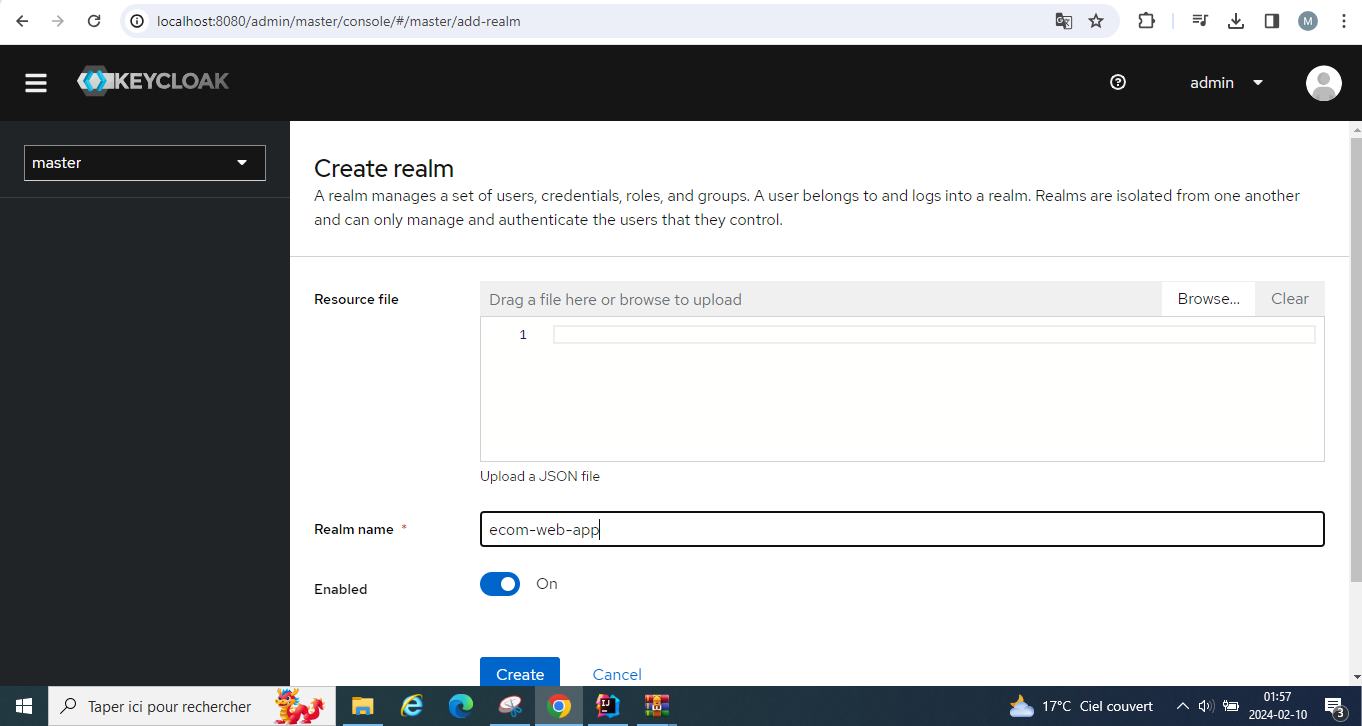 localhost:8080/admin/master/console/#/master/add-realm
M
KEYCLOAK
admin
master
Create realm
A realm manages a set of users, credentials, roles, and groups. A user belongs to and logs into a realm. Realms are isolated from one another
and can only manage and authenticate the users that they control.
Resource file
Drag a file here or browse to upload
Browse...
Clear
1
Upload a JSON file
Realm name *
ecom-web-app
Enabled
On
Create
Cancel
Taper ici pour rechercher
IJ
17°C Ciel couvert
01:57
2024-02-10
3